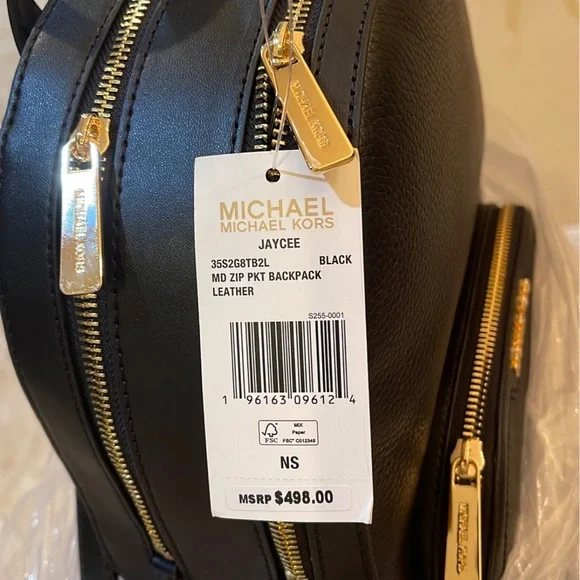 MICHAEL KORS
MICHAEL KORS
MICHAEL
MICHAEL KORS
JAYCEE
35S2G8TB2L BLACK
MD ZIP PKT BACKPACK
LEATHER
S255-0001
1 96163 09612 4
FSC
MIX
Paper
FSC® C012345
NS
MSRP $498.00
MICHAEL KORS